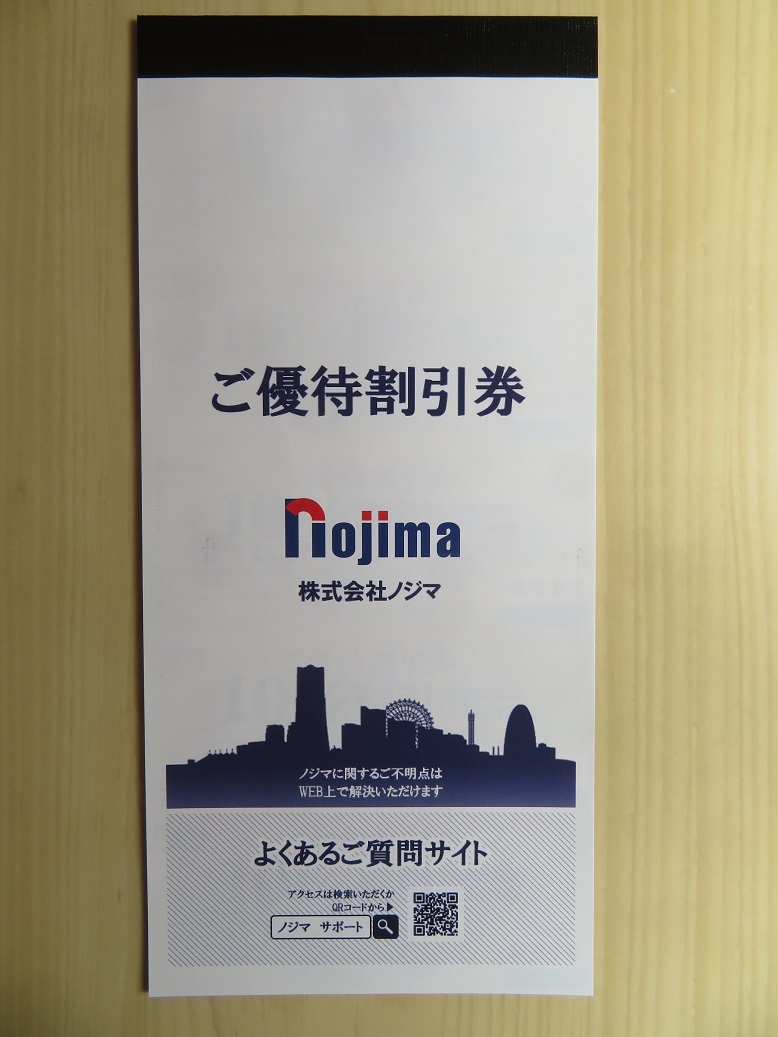 ご優待割引券
nojima
株式会社ノジマ
ノジマに関するご不明点は
WEB上で解決いただけます
よくあるご質問サイト
アクセスは検索いただくか
QRコードから▶
ノジマ サポート